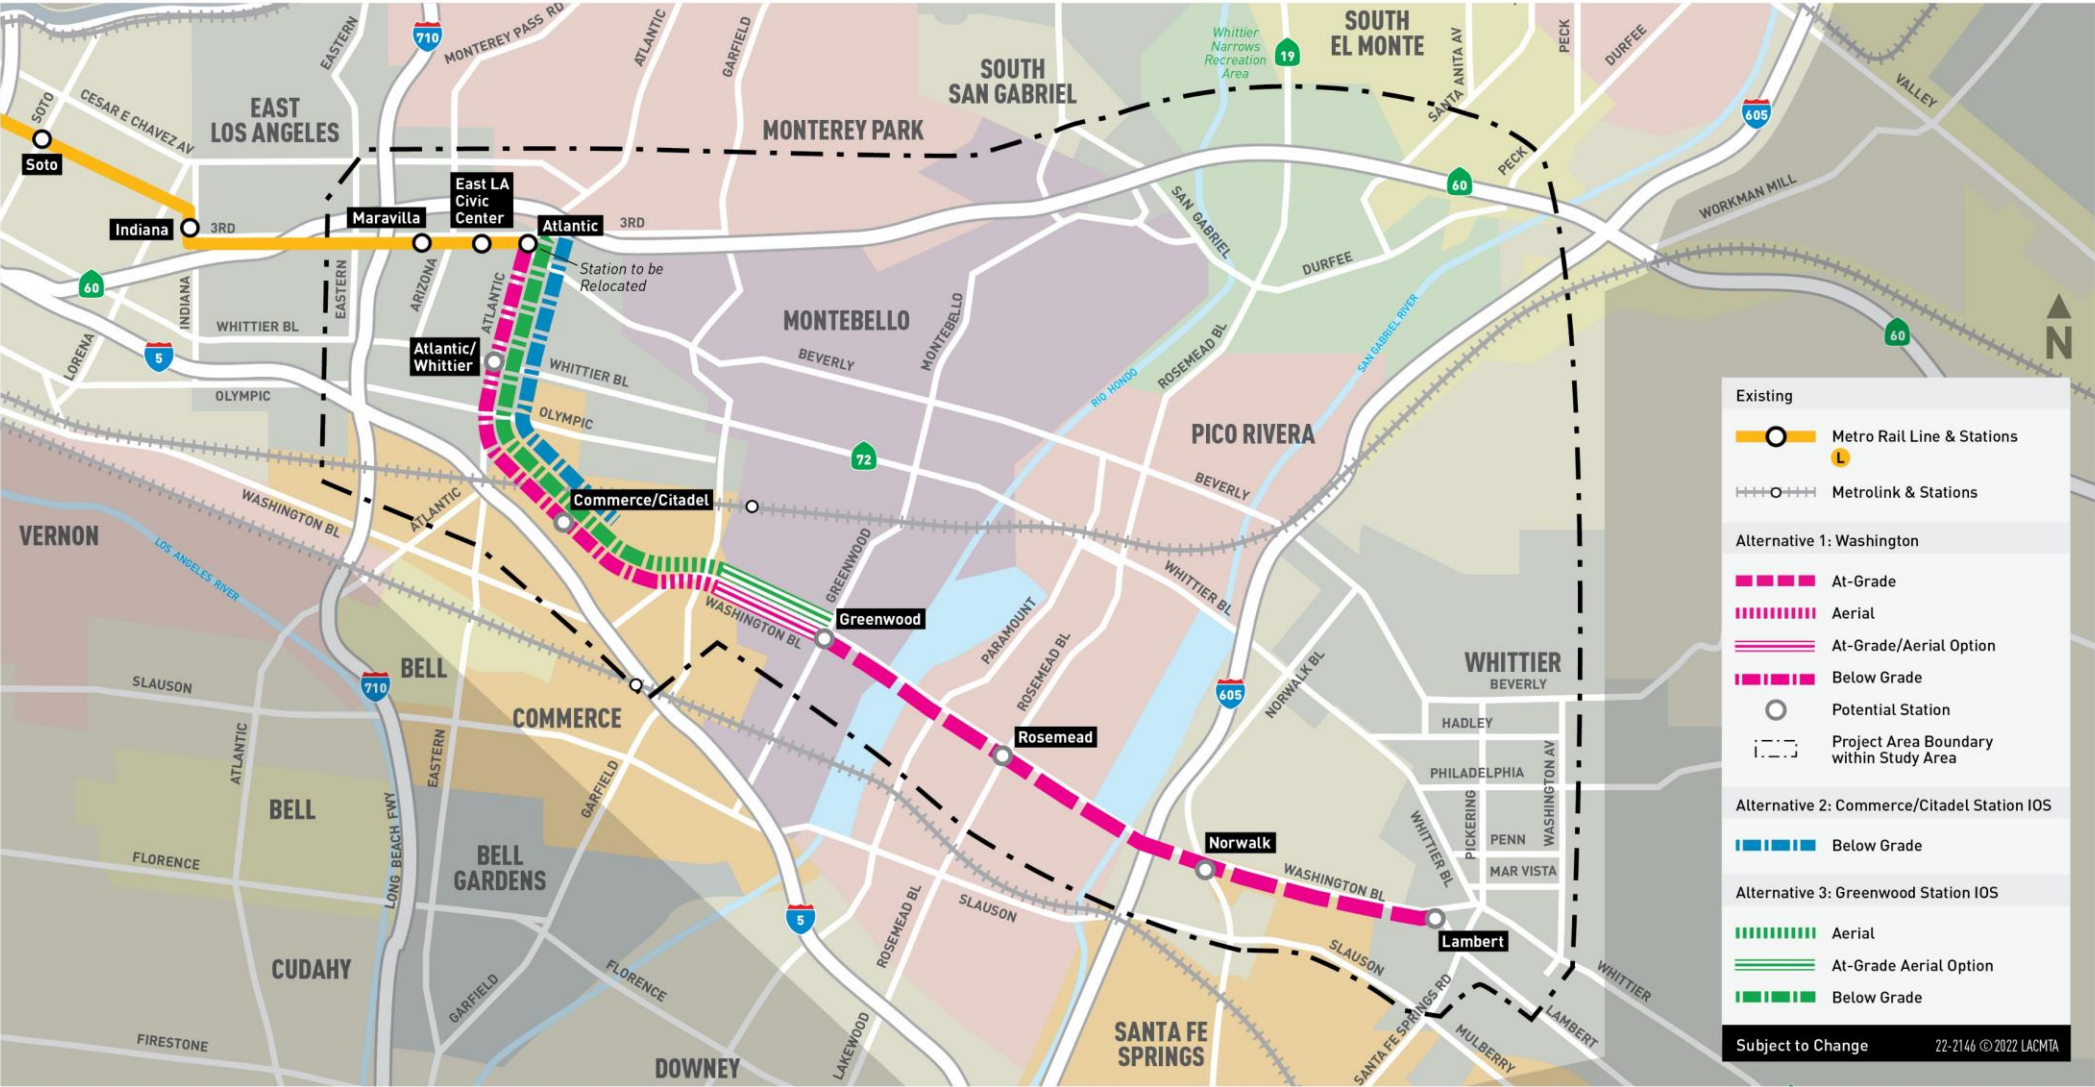 EASTERN
710
MONTEREY PASS RD
ATLANTIC
GARFIELD
SOUTH
SAN GABRIEL
Whittier
Narrows
Recreation
Area
19
SOUTH
EL MONTE
SANTA ANITA AV
PECK
DURFEE
605
VALLEY
SOTO
Soto
CESAR E CHAVEZ AV
EAST
LOS ANGELES
MONTEREY PARK
PECK
60
WORKMAN MILL
Indiana
3RD
Maravilla
East LA
Civic
Center
Atlantic
3RD
Station to be
Relocated
SAN GABRIEL
DURFEE
60
INDIANA
EASTERN
ARIZONA
ATLANTIC
WHITTIER BL
LORENA
5
OLYMPIC
Atlantic/
Whittier
WHITTIER BL
OLYMPIC
MONTEBELLO
BEVERLY
MONTEBELLO
RIO HONDO
ROSEMEAD BL
SAN GABRIEL RIVER
60
N
72
PICO RIVERA
BEVERLY
VERNON
WASHINGTON BL
ATLANTIC
LOS ANGELES RIVER
Commerce/Citadel
GREENWOOD
WHITTIER BL
WASHINGTON BL
Greenwood
PARAMOUNT
ROSEMEAD BL
BELL
710
SLAUSON
COMMERCE
605
NORWALK BL
WHITTIER
BEVERLY
HADLEY
PHILADELPHIA
WASHINGTON AV
PICKERING
PENN
MAR VISTA
WHITTIER BL
Rosemead
ATLANTIC
EASTERN
GARFIELD
BELL
LONG BEACH FWY
FLORENCE
BELL
GARDENS
Norwalk
WASHINGTON BL
5
ROSEMEAD BL
SLAUSON
Lambert
SLAUSON
WHITTIER
CUDAHY
GARFIELD
FLORENCE
FIRESTONE
DOWNEY
LAKEWOOD
SANTA FE
SPRINGS
SANTA FE SPRINGS RD
MULBERRY
LAMBERT
Existing
Metro Rail Line & Stations
L
Metrolink & Stations
Alternative 1: Washington
At-Grade
Aerial
At-Grade/Aerial Option
Below Grade
Potential Station
Project Area Boundary
within Study Area
Alternative 2: Commerce/Citadel Station IOS
Below Grade
Alternative 3: Greenwood Station IOS
Aerial
At-Grade Aerial Option
Below Grade
Subject to Change
22-2146 © 2022 LACMTA